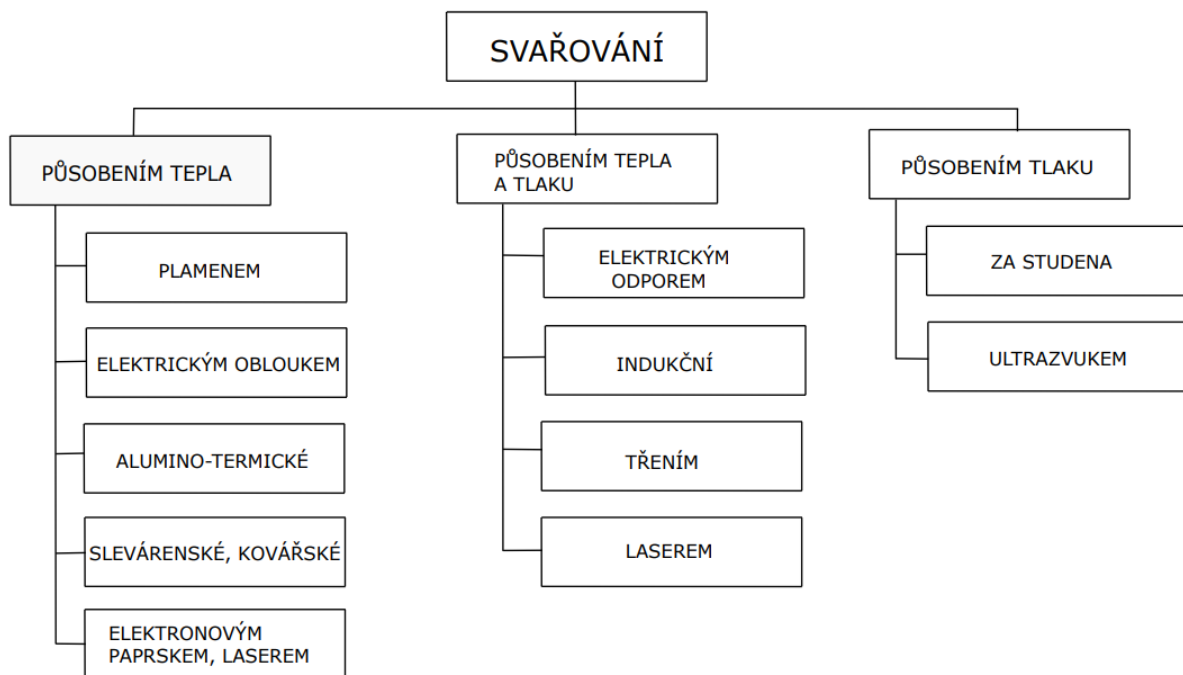 SVAŘOVÁNÍ
PŮSOBENÍM TEPLA
PLAMENEM
ELEKTRICKÝM OBLOUKEM
ALUMINO-TERMICKÉ
SLEVÁRENSKÉ, KOVÁŘSKÉ
ELEKTRONOVÝM
PAPRSKEM, LASEREM
PŮSOBENÍM TEPLA
A TLAKU
ELEKTRICKÝM
ODPOREM
INDUKČNÍ
TŘENÍM
LASEREM
PŮSOBENÍM TLAKU
ZA STUDENA
ULTRAZVUKEM